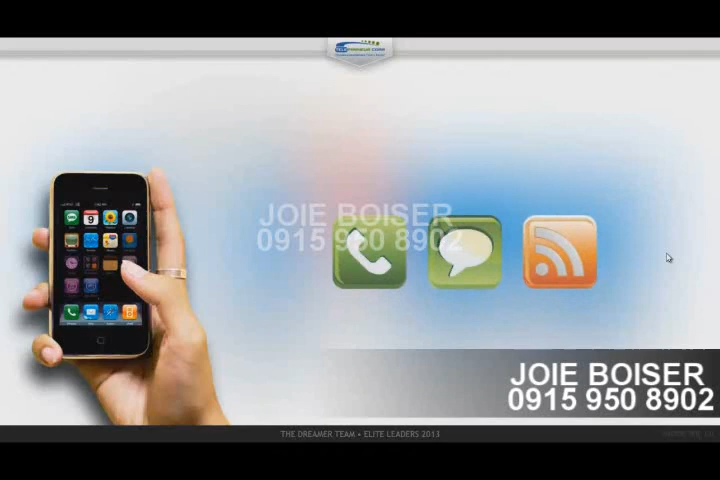 JOIE BOISER
0915 950 8902
JOIE BOISER
0915 950 8902
THE DREAMER TEAM • ELITE LEADERS 2013